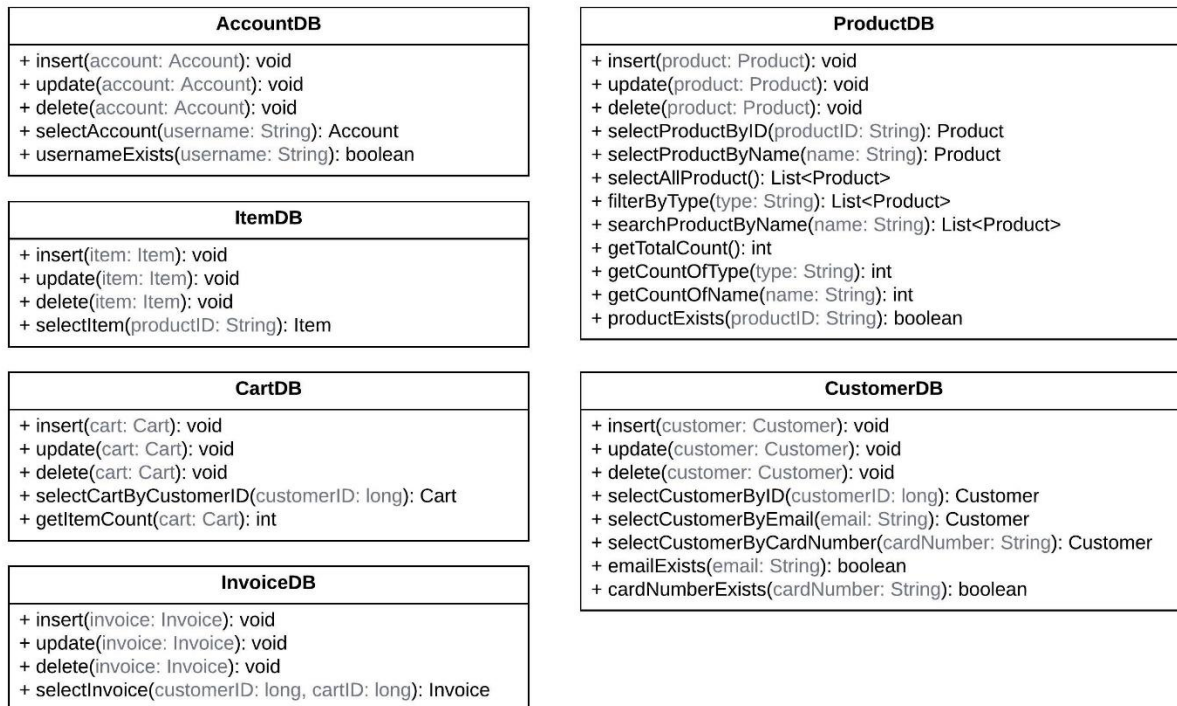 AccountDB
+ insert(account: Account): void
+ update(account: Account): void
+ delete(account: Account): void
+ selectAccount(username: String): Account
+ usernameExists(username: String): boolean
ItemDB
+ insert(item: Item): void
+ update(item: Item): void
+ delete(item: Item): void
+ selectItem(productID: String): Item
CartDB
+ insert(cart: Cart): void
+ update(cart: Cart): void
+ delete(cart: Cart): void
+ selectCartByCustomerID(customerID: long): Cart
+ getItemCount(cart: Cart): int
InvoiceDB
+ insert(invoice: Invoice): void
+ update(invoice: Invoice): void
+ delete(invoice: Invoice): void
+ selectInvoice(customerID: long, cartID: long): Invoice
ProductDB
+ insert(product: Product): void
+ update(product: Product): void
+ delete(product: Product): void
+ selectProductByID(productID: String): Product
+ selectProductByName(name: String): Product
+ selectAllProduct(): List<Product>
+ filterByType(type: String): List<Product>
+ searchProductByName(name: String): List<Product>
+ getTotalCount(): int
+ getCountOfType(type: String): int
+ getCountOfName(name: String): int
+ productExists(productID: String): boolean
CustomerDB
+ insert(customer: Customer): void
+ update(customer: Customer): void
+ delete(customer: Customer): void
+ selectCustomerByID(customerID: long): Customer
+ selectCustomerByEmail(email: String): Customer
+ selectCustomerByCardNumber(cardNumber: String): Customer
+ emailExists(email: String): boolean
+ cardNumberExists(cardNumber: String): boolean